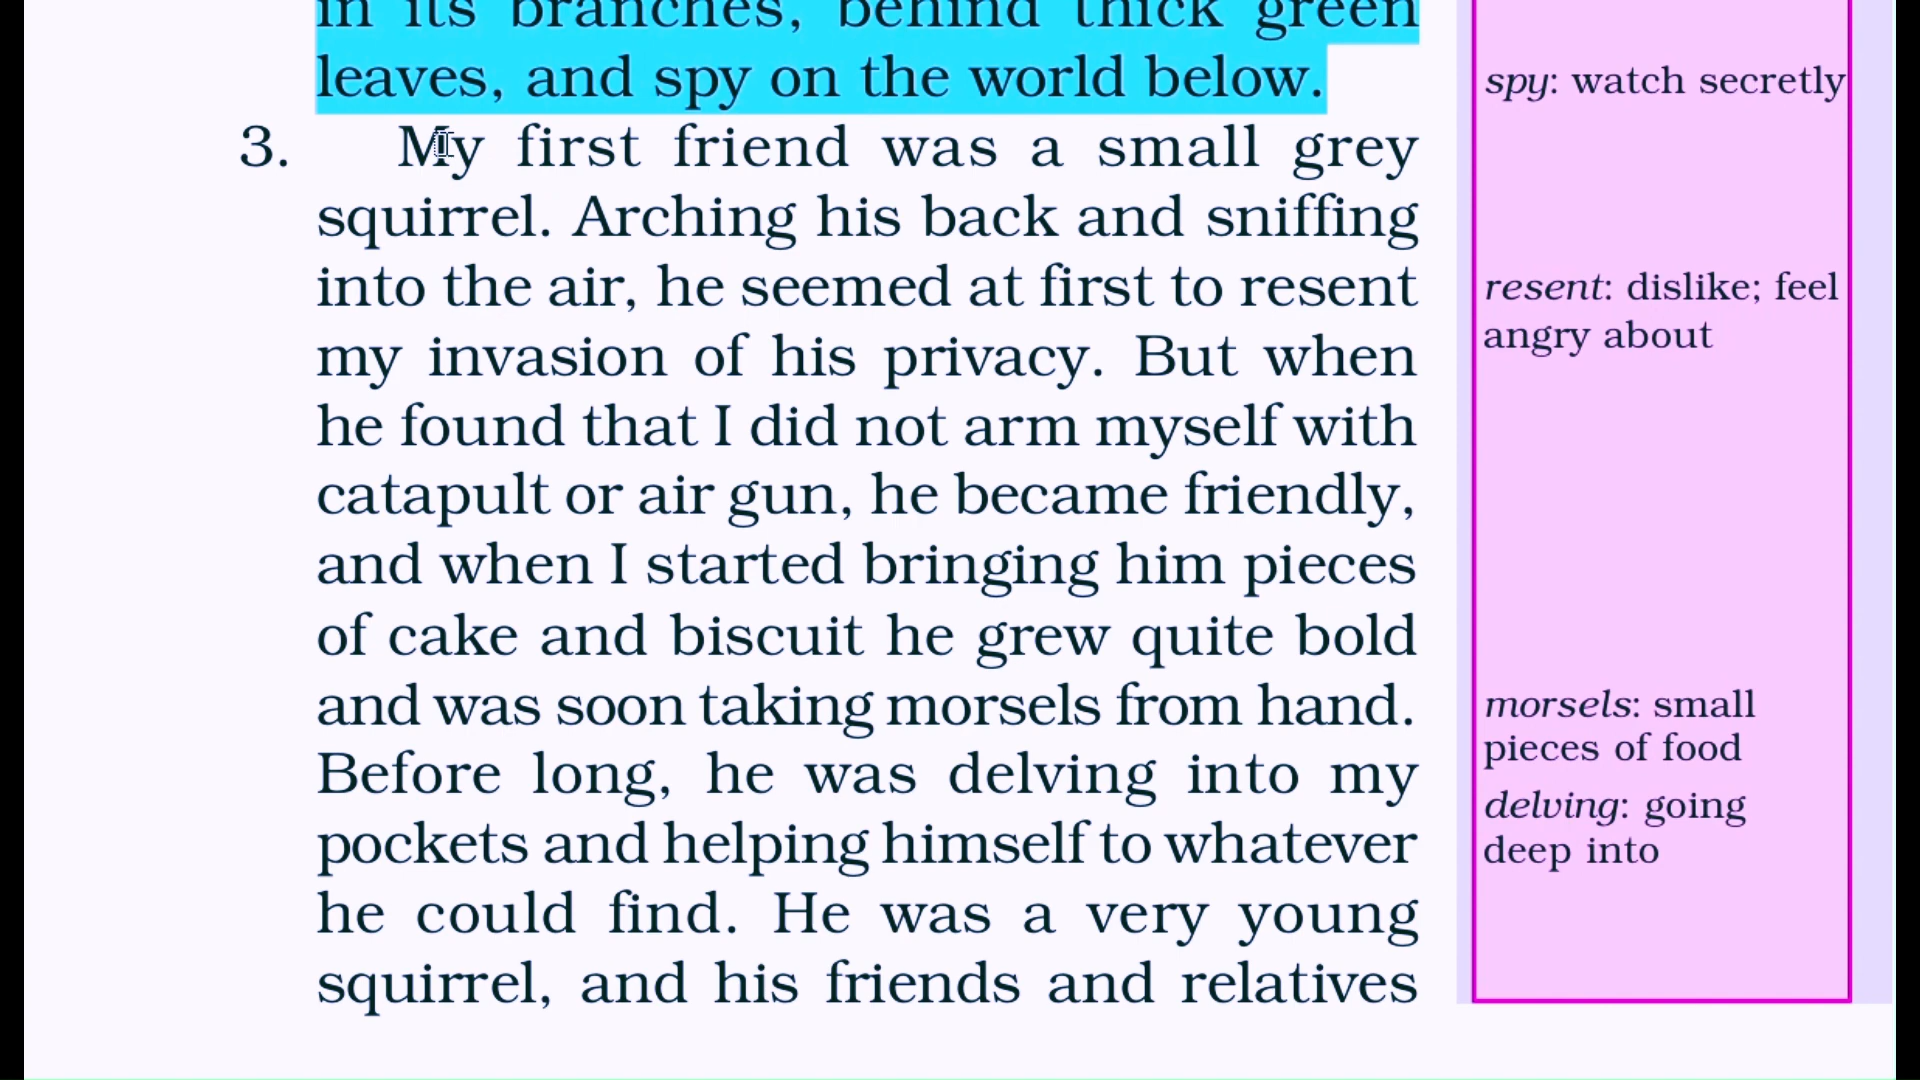 in its branches, behind thick green
leaves, and spy on the world below.
3. My first friend was a small grey
squirrel. Arching his back and sniffing
into the air, he seemed at first to resent
my invasion of his privacy. But when
he found that I did not arm myself with
catapult or air gun, he became friendly,
and when I started bringing him pieces
of cake and biscuit he grew quite bold
and was soon taking morsels from hand.
Before long, he was delving into my
pockets and helping himself to whatever
he could find. He was a very young
squirrel, and his friends and relatives
spy: watch secretly
resent: dislike; feel
angry about
morsels: small
pieces of food
delving: going
deep into